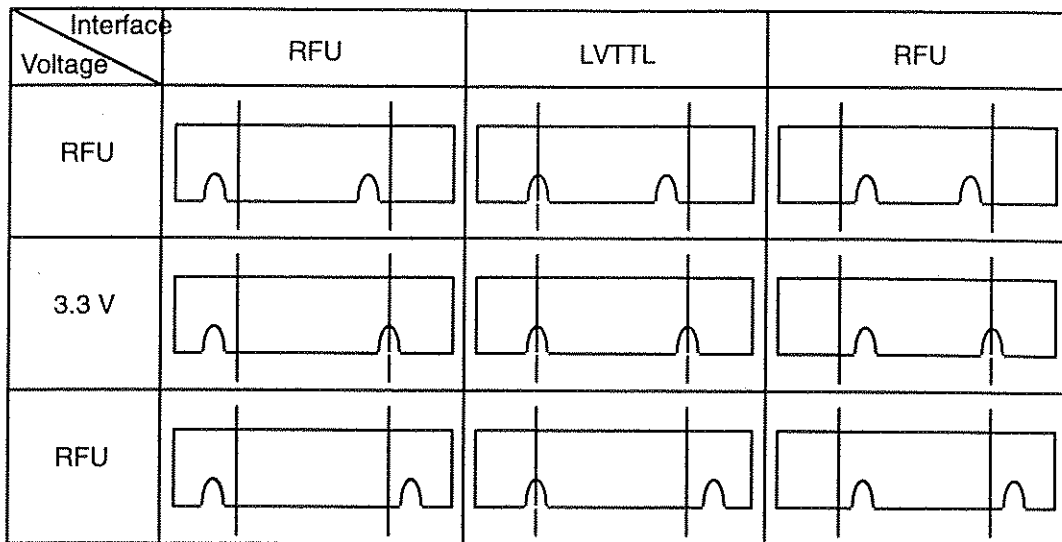 Interface
Voltage
RFU
LVTTL
RFU
RFU
3.3 V
RFU